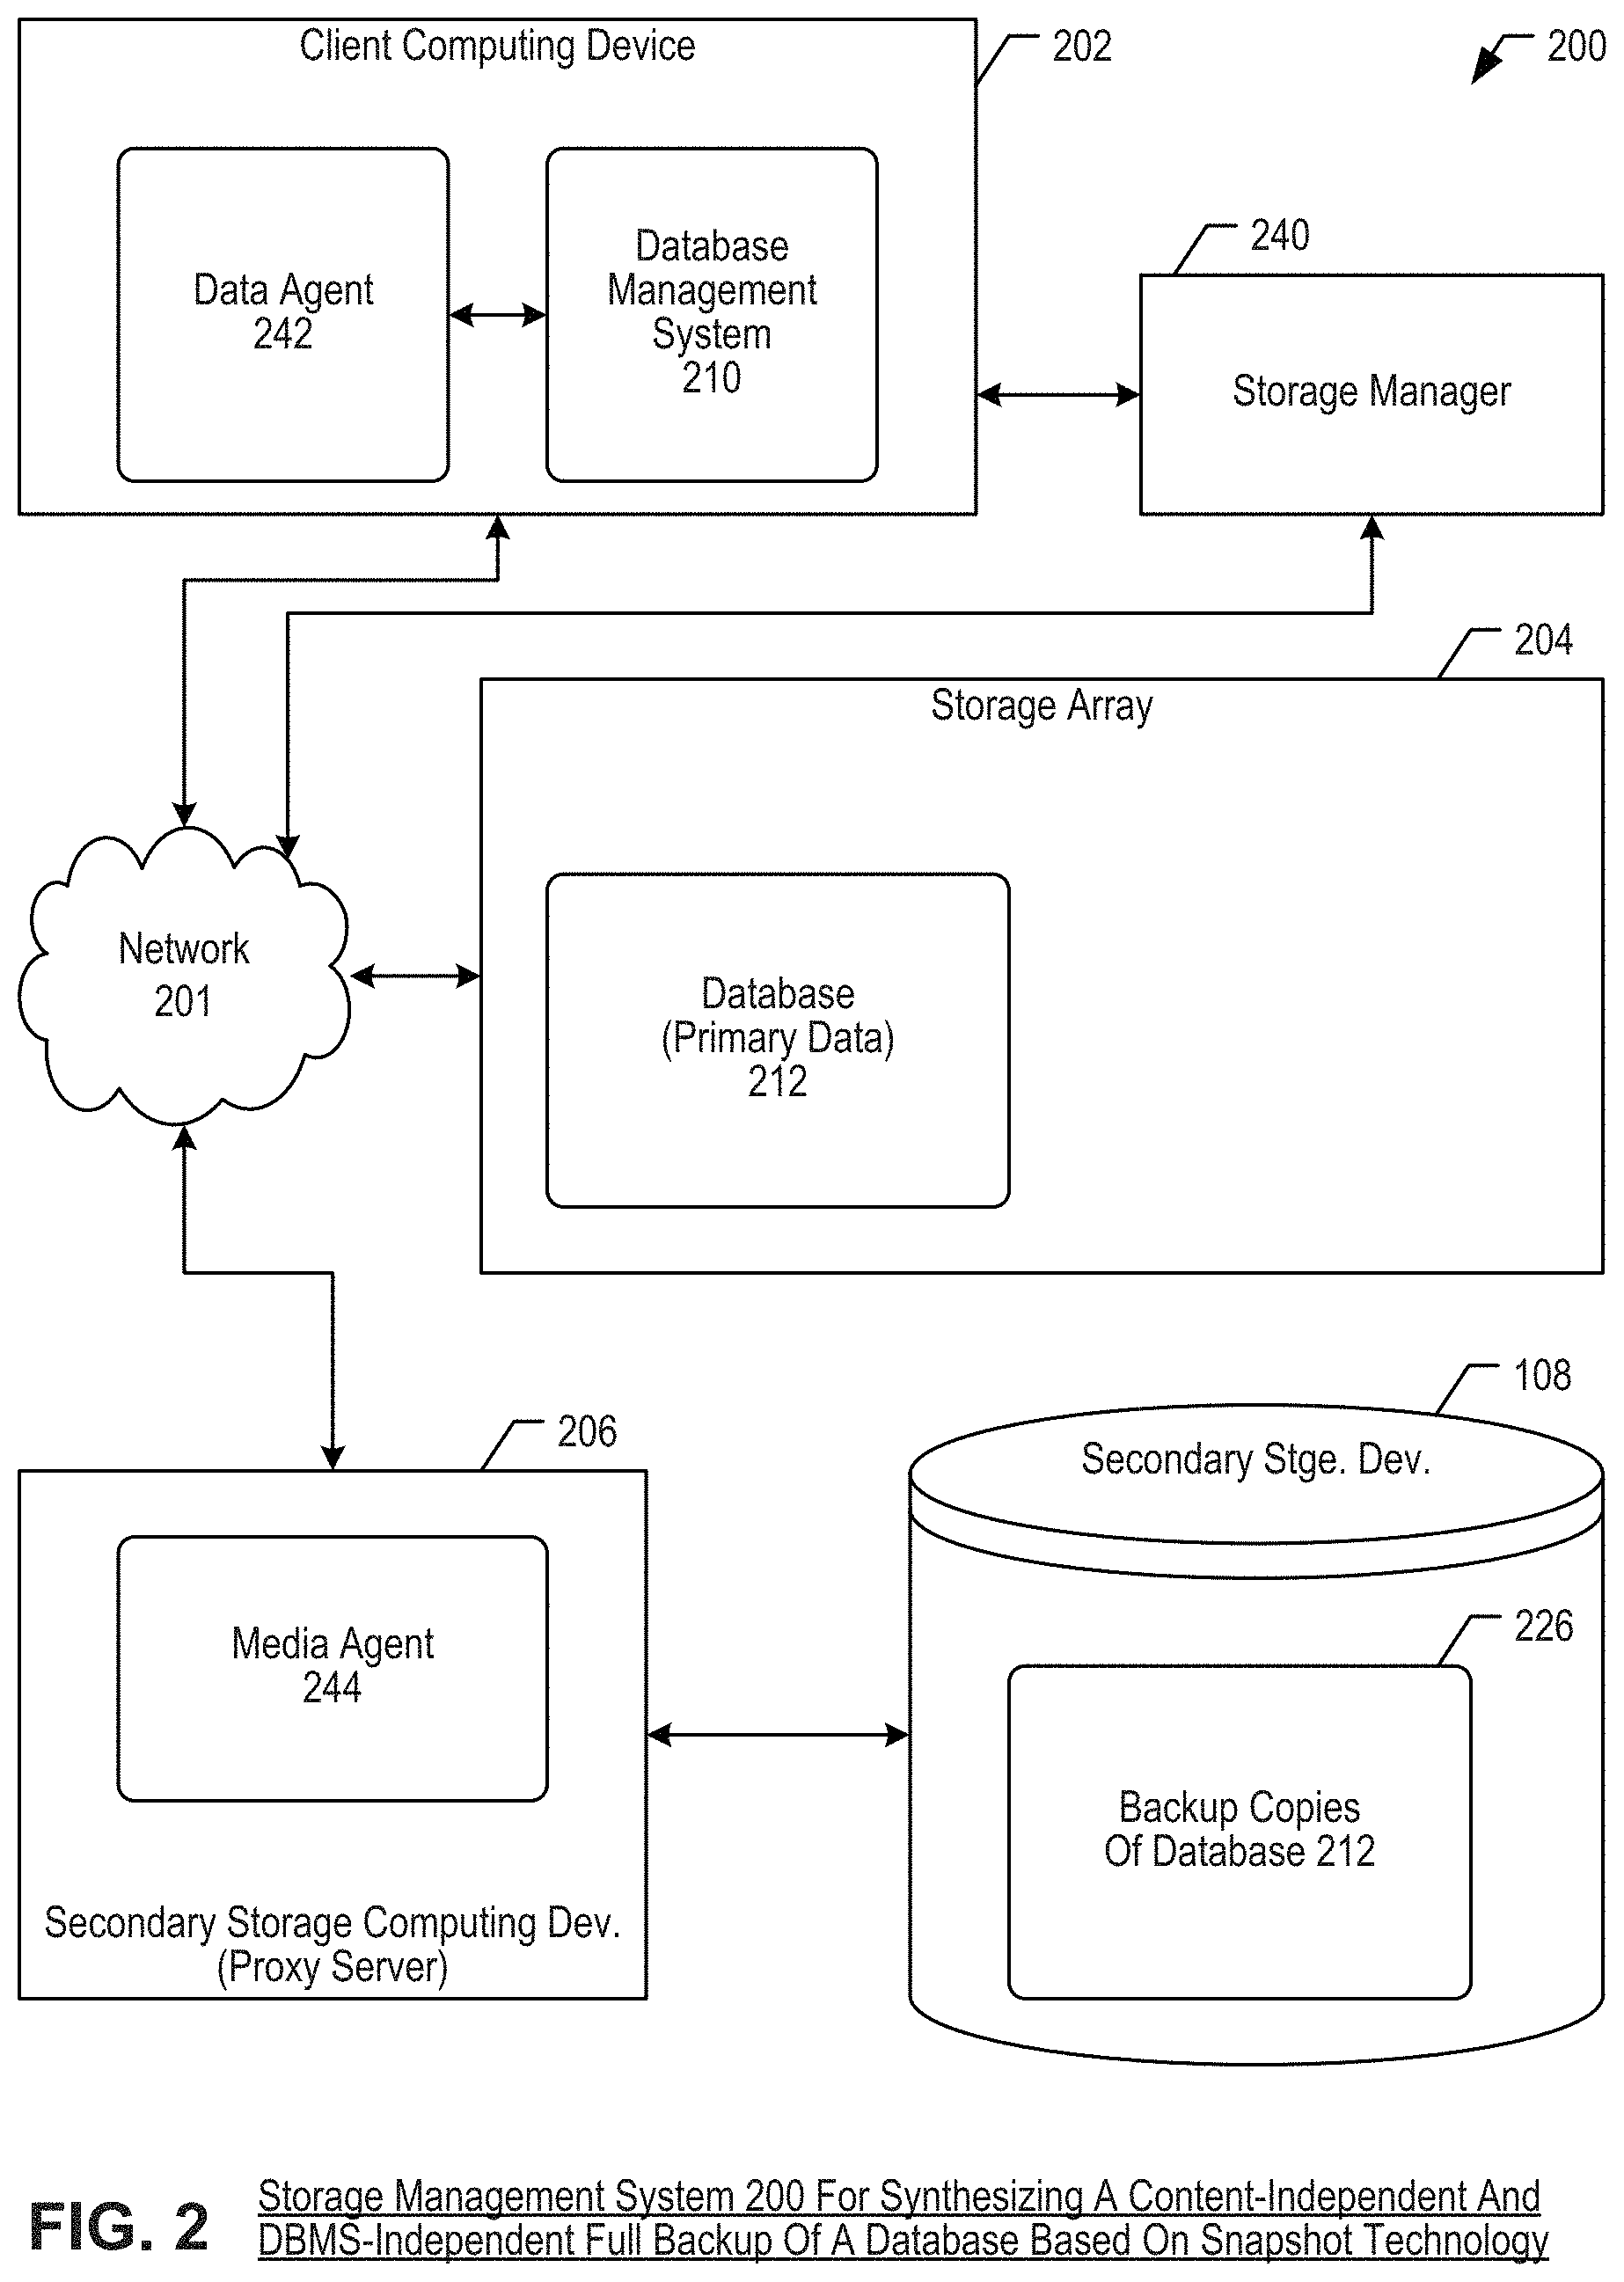 Client Computing Device
202
200
Data Agent
242
Database
Management
System
210
240
Storage Manager
204
Storage Array
Network
201
Database
(Primary Data)
212
108
Secondary Stge. Dev.
206
Media Agent
244
226
Backup Copies
Of Database 212
Secondary Storage Computing Dev.
(Proxy Server)
FIG. 2
Storage Management System 200 For Synthesizing A Content-Independent And
DBMS-Independent Full Backup Of A Database Based On Snapshot Technology